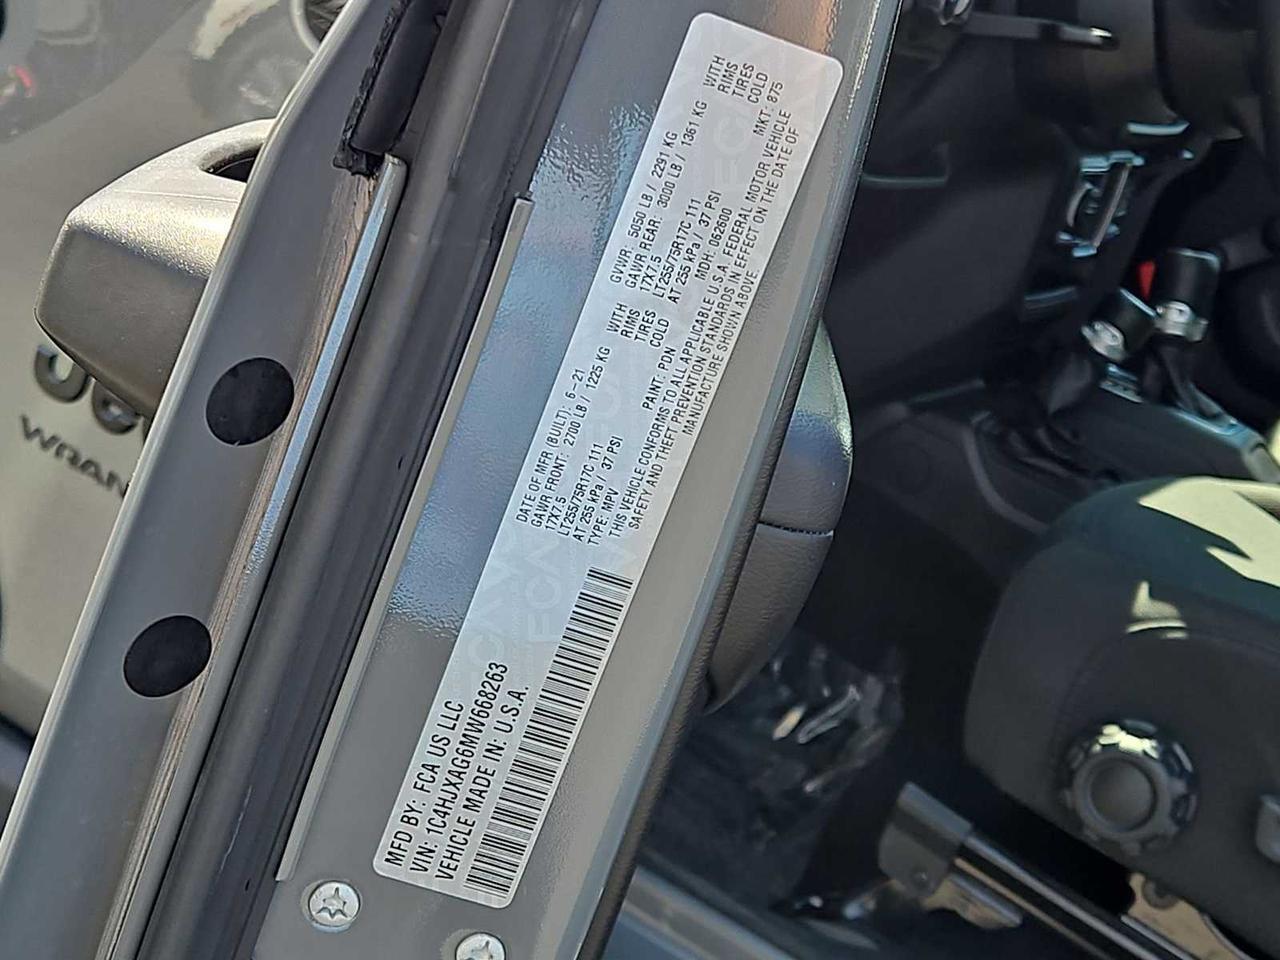 MFD BY: FCA US LLC
VIN: 1C4HJXAG6MW668263
VEHICLE MADE IN: U.S.A.
DATE OF MFR (BUILT): 6-21 GVWR: 5050 LB / 2291 KG
GAWR FRONT: 2700 LB / 1225 KG WITH GAWR REAR: 3000 LB / 1361 KG WITH
17X7.5 RIMS 17X7.5 RIMS
LT255/75R17C 111 TIRES LT255/75R17C 111 TIRES
AT 255 kPa / 37 PSI COLD AT 255 kPa / 37 PSI COLD
TYPE: MPV PART: PDN MDH: 062600 MKT: 875
THIS VEHICLE CONFORMS TO ALL APPLICABLE U.S.A. FEDERAL MOTOR VEHICLE
SAFETY AND THEFT PREVENTION STANDARDS IN EFFECT ON THE DATE OF
MANUFACTURE SHOWN ABOVE.
WRAN